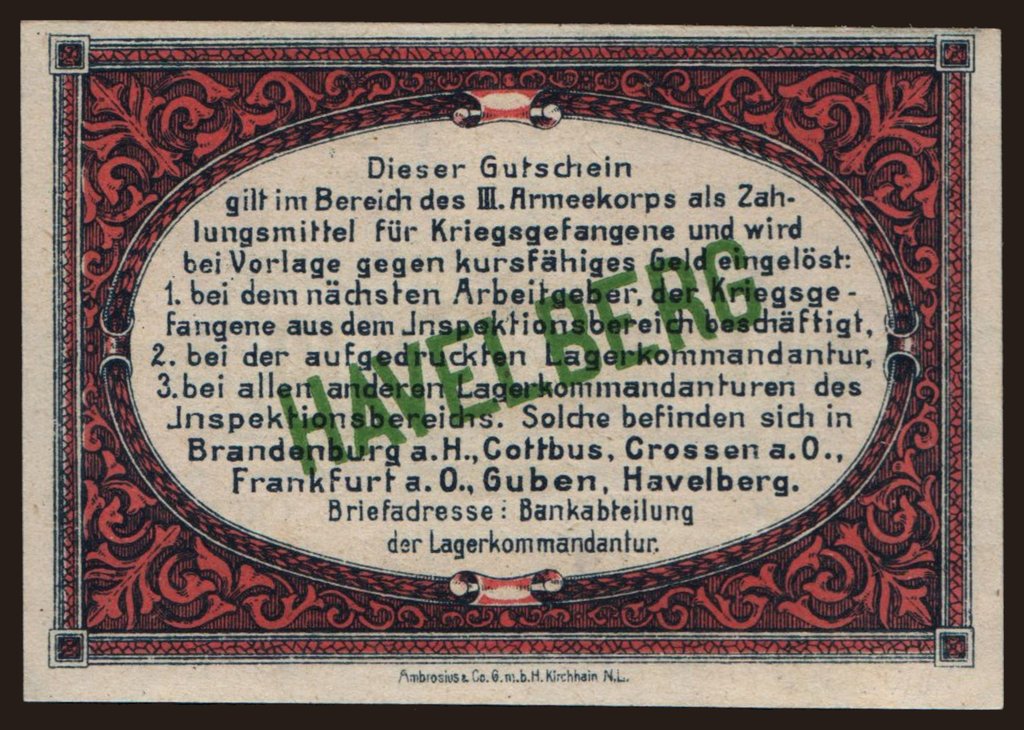 Dieser Gutschein
gilt im Bereich des III. Armeekorps als Zah-
lungsmittel für Kriegsgefangene und wird
bei Vorlage gegen kursfähiges Geld eingelöst:
1. bei dem nächsten Arbeitgeber, der Kriegsge-
fangene aus dem Inspektionsbereich beschäftigt,
2. bei der aufgedruckten Lagerkommandantur,
3. bei allen anderen Lagerkommandanturen des
Inspektionsbereichs. Solche befinden sich in
Brandenburg a.H., Cottbus, Crossen a.O.,
Frankfurt a.O., Guben, Havelberg.
Briefadresse: Bankabteilung
der Lagerkommandantur.
HAVELBERG
Ambrosius & Co. G.m.b.H. Kirchhain N.L.